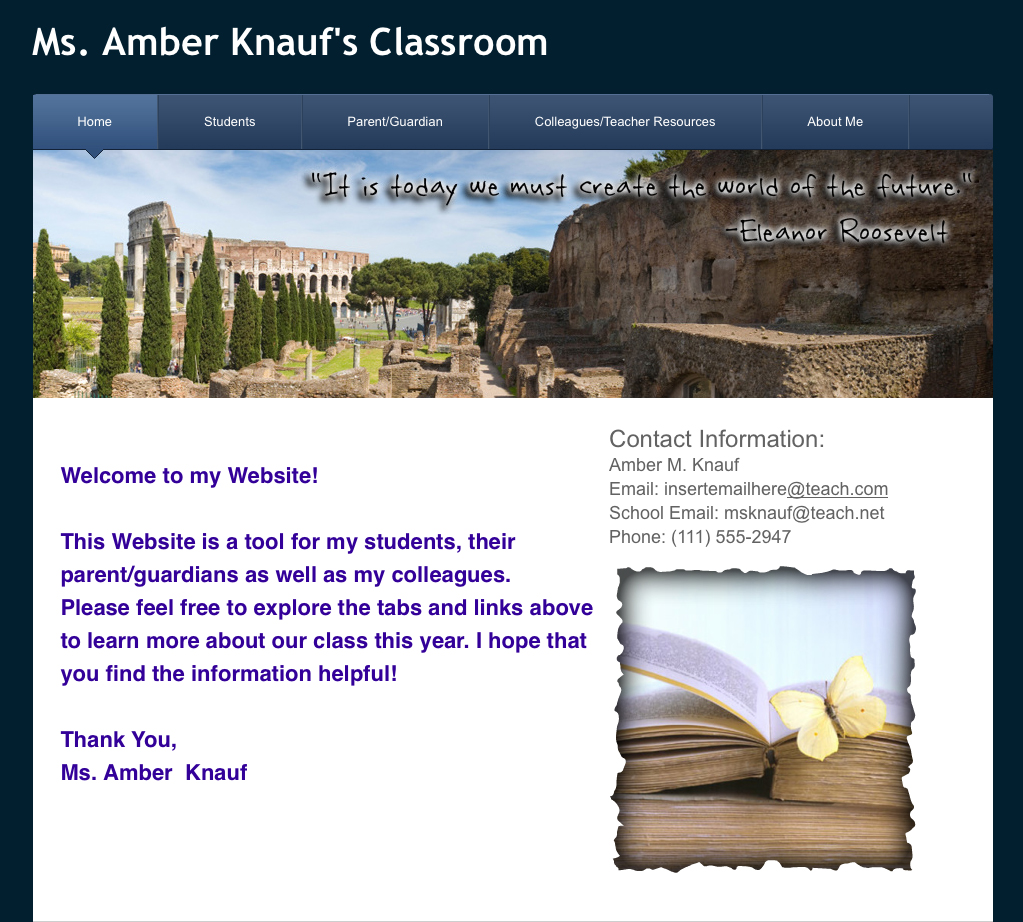 Ms. Amber Knauf's Classroom
Home
Students
Parent/Guardian
Colleagues/Teacher Resources
About Me
"It is today we must create the world of the future."
-Eleanor Roosevelt
Welcome to my Website!
This Website is a tool for my students, their
parent/guardians as well as my colleagues.
Please feel free to explore the tabs and links above
to learn more about our class this year. I hope that
you find the information helpful!
Thank You,
Ms. Amber  Knauf
Contact Information:
Amber M. Knauf
Email: insertemailhere@teach.com
School Email: msknauf@teach.net
Phone: (111) 555-2947